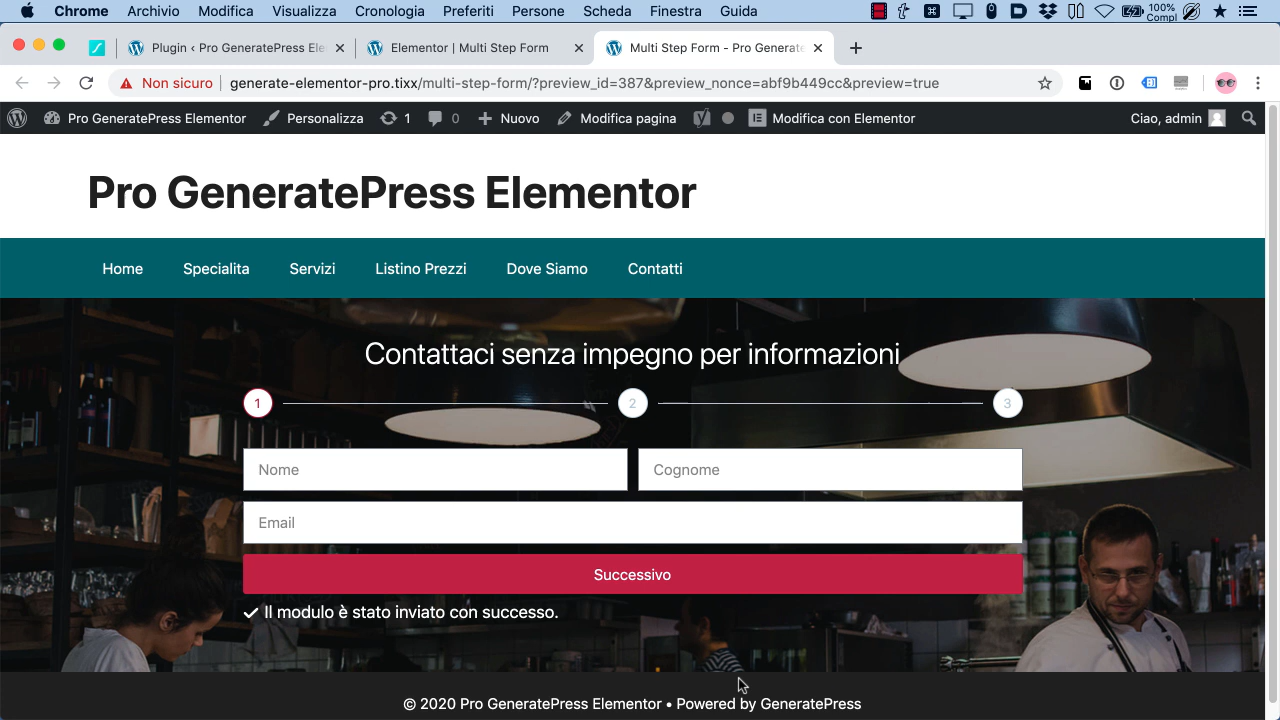 Chrome Archivio Modifica Visualizza Cronologia Preferiti Persone Scheda Finestra Guida 100% Compl
Plugin ‹ Pro GeneratePress Ele Elementor | Multi Step Form Multi Step Form - Pro Generate
Non sicuro generate-elementor-pro.tixx/multi-step-form/?preview_id=387&preview_nonce=abf9b449cc&preview=true
Pro GeneratePress Elementor Personalizza 1 0 Nuovo Modifica pagina Modifica con Elementor Ciao, admin
Pro GeneratePress Elementor
Home Specialita Servizi Listino Prezzi Dove Siamo Contatti
Contattaci senza impegno per informazioni
1 2 3
Nome Cognome
Email
Successivo
Il modulo è stato inviato con successo.
© 2020 Pro GeneratePress Elementor • Powered by GeneratePress